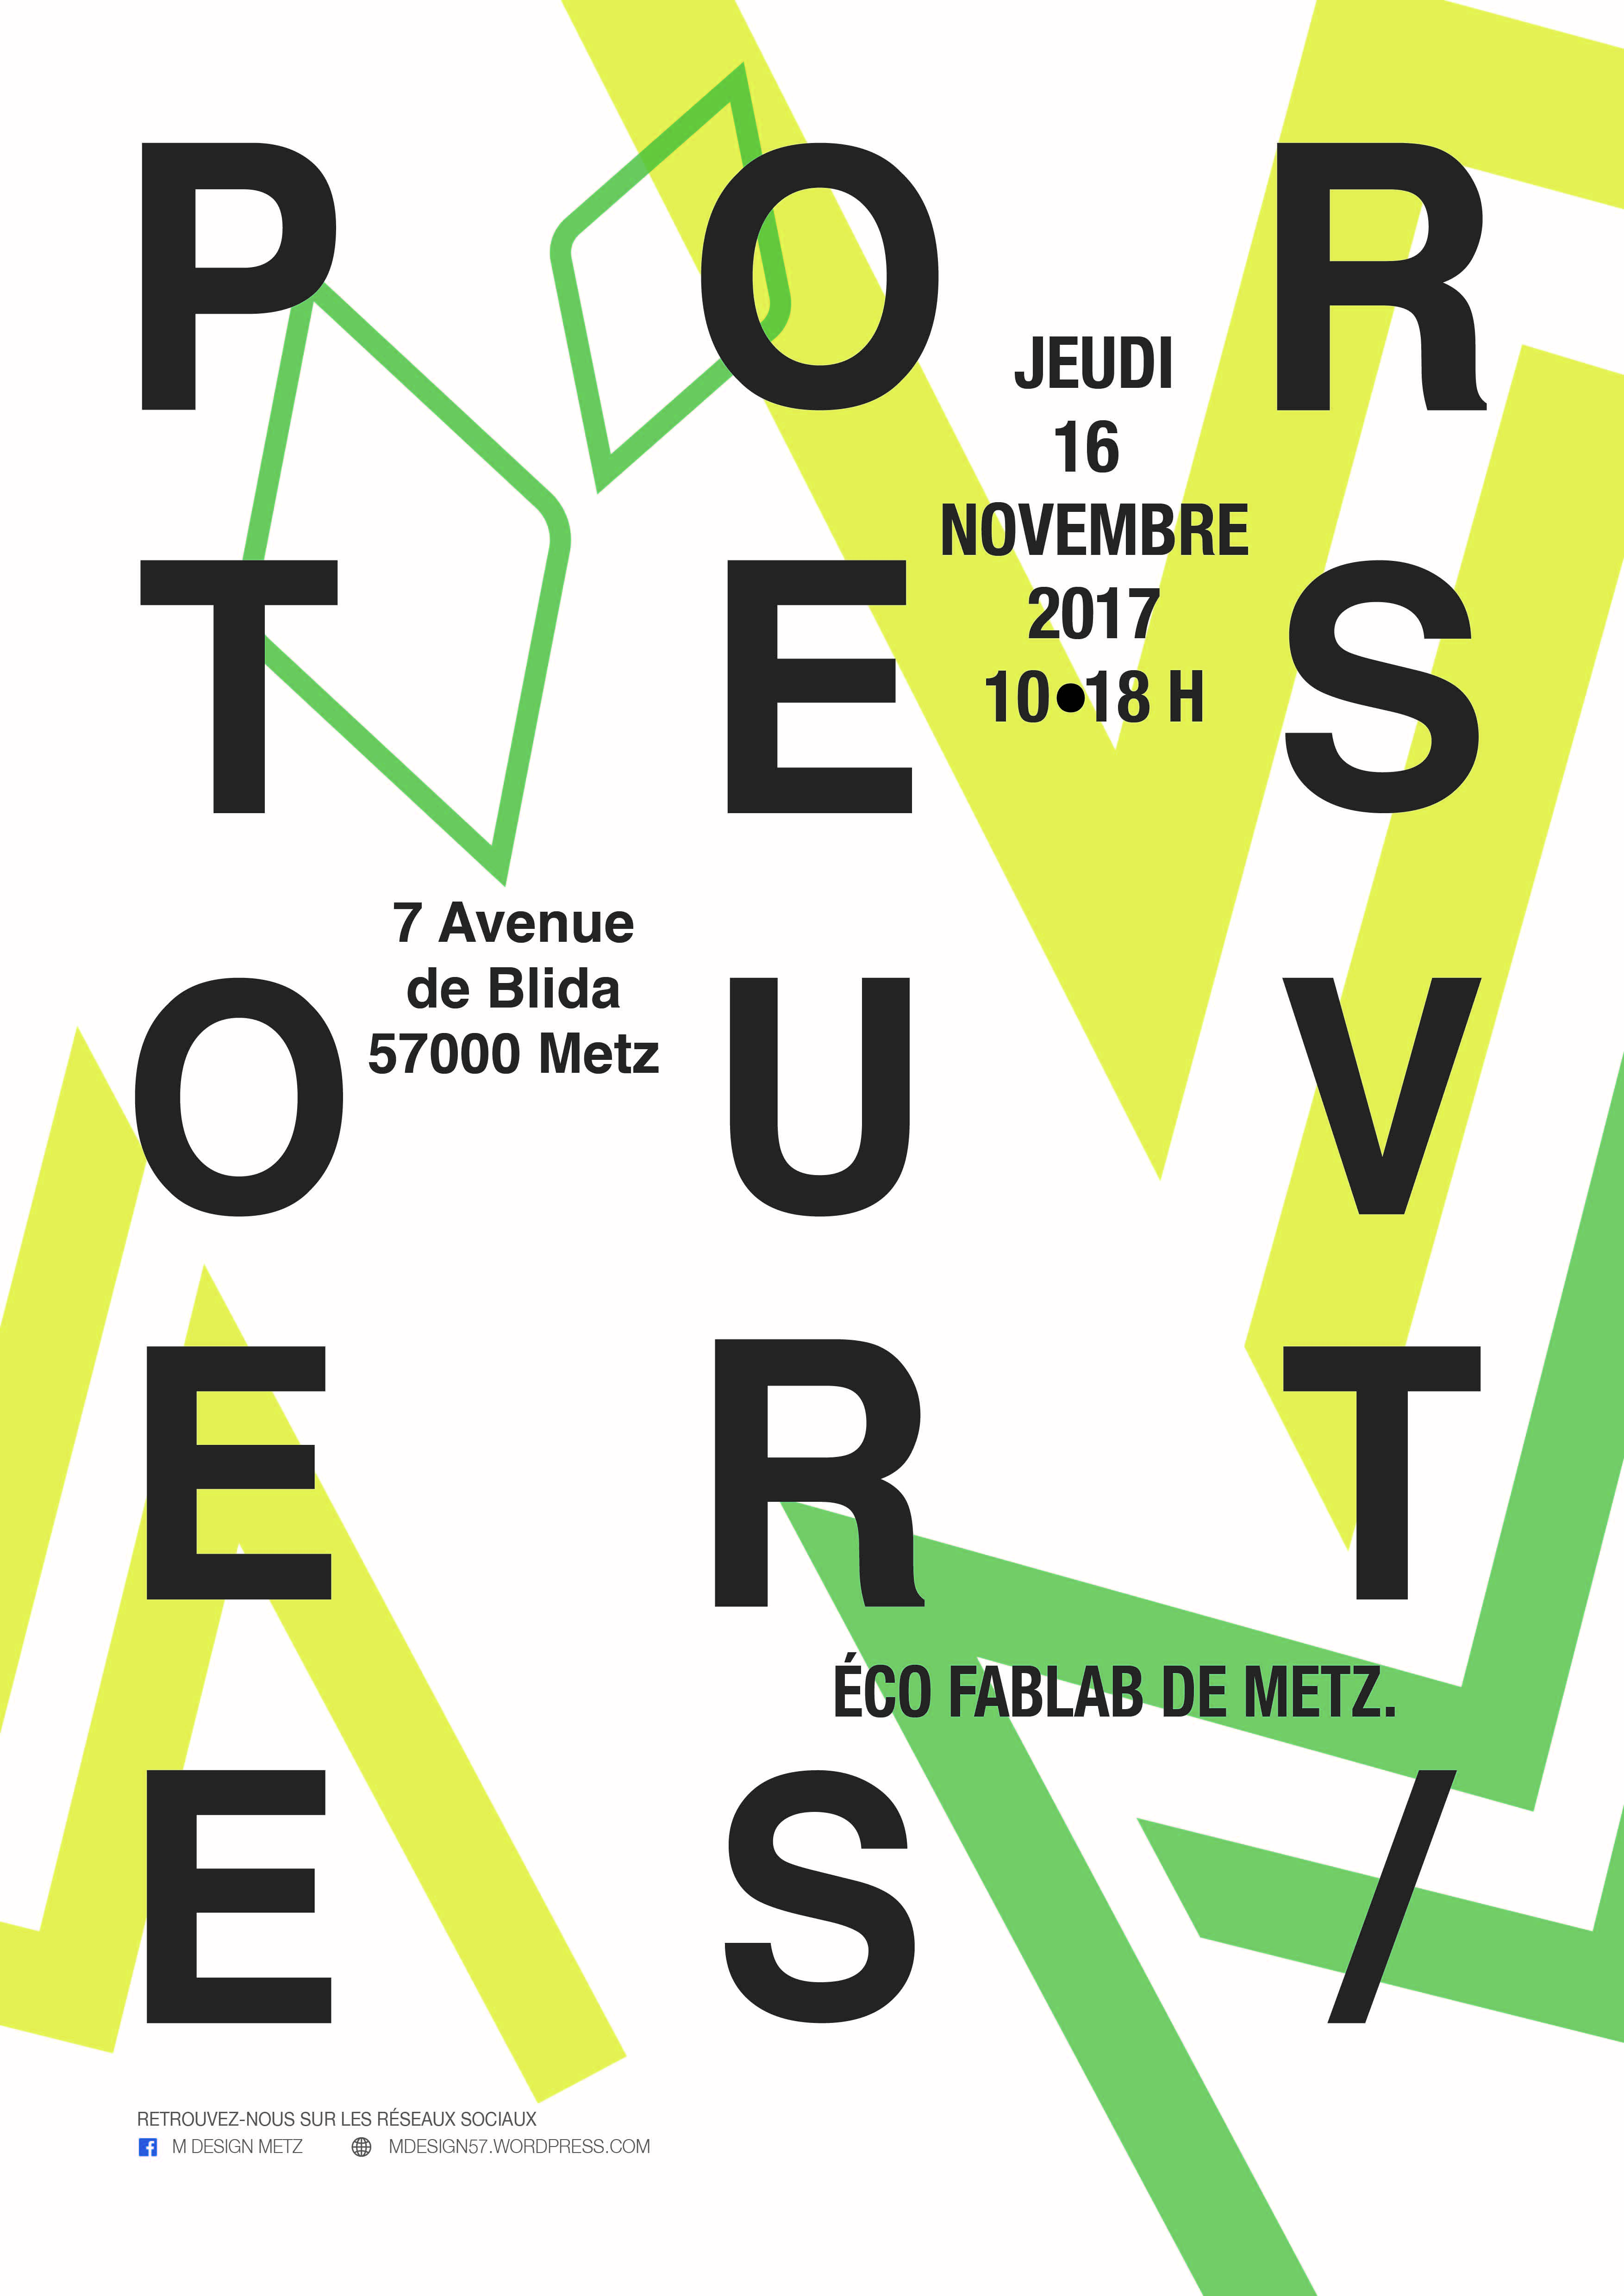 P O R
JEUDI
16
NOVEMBRE
2017
10•18 H
T E S
7 Avenue
de Blida
57000 Metz
O U V
E R T
ÉCO FABLAB DE METZ.
E S /
RETROUVEZ-NOUS SUR LES RÉSEAUX SOCIAUX
M DESIGN METZ MDESIGN57.WORDPRESS.COM